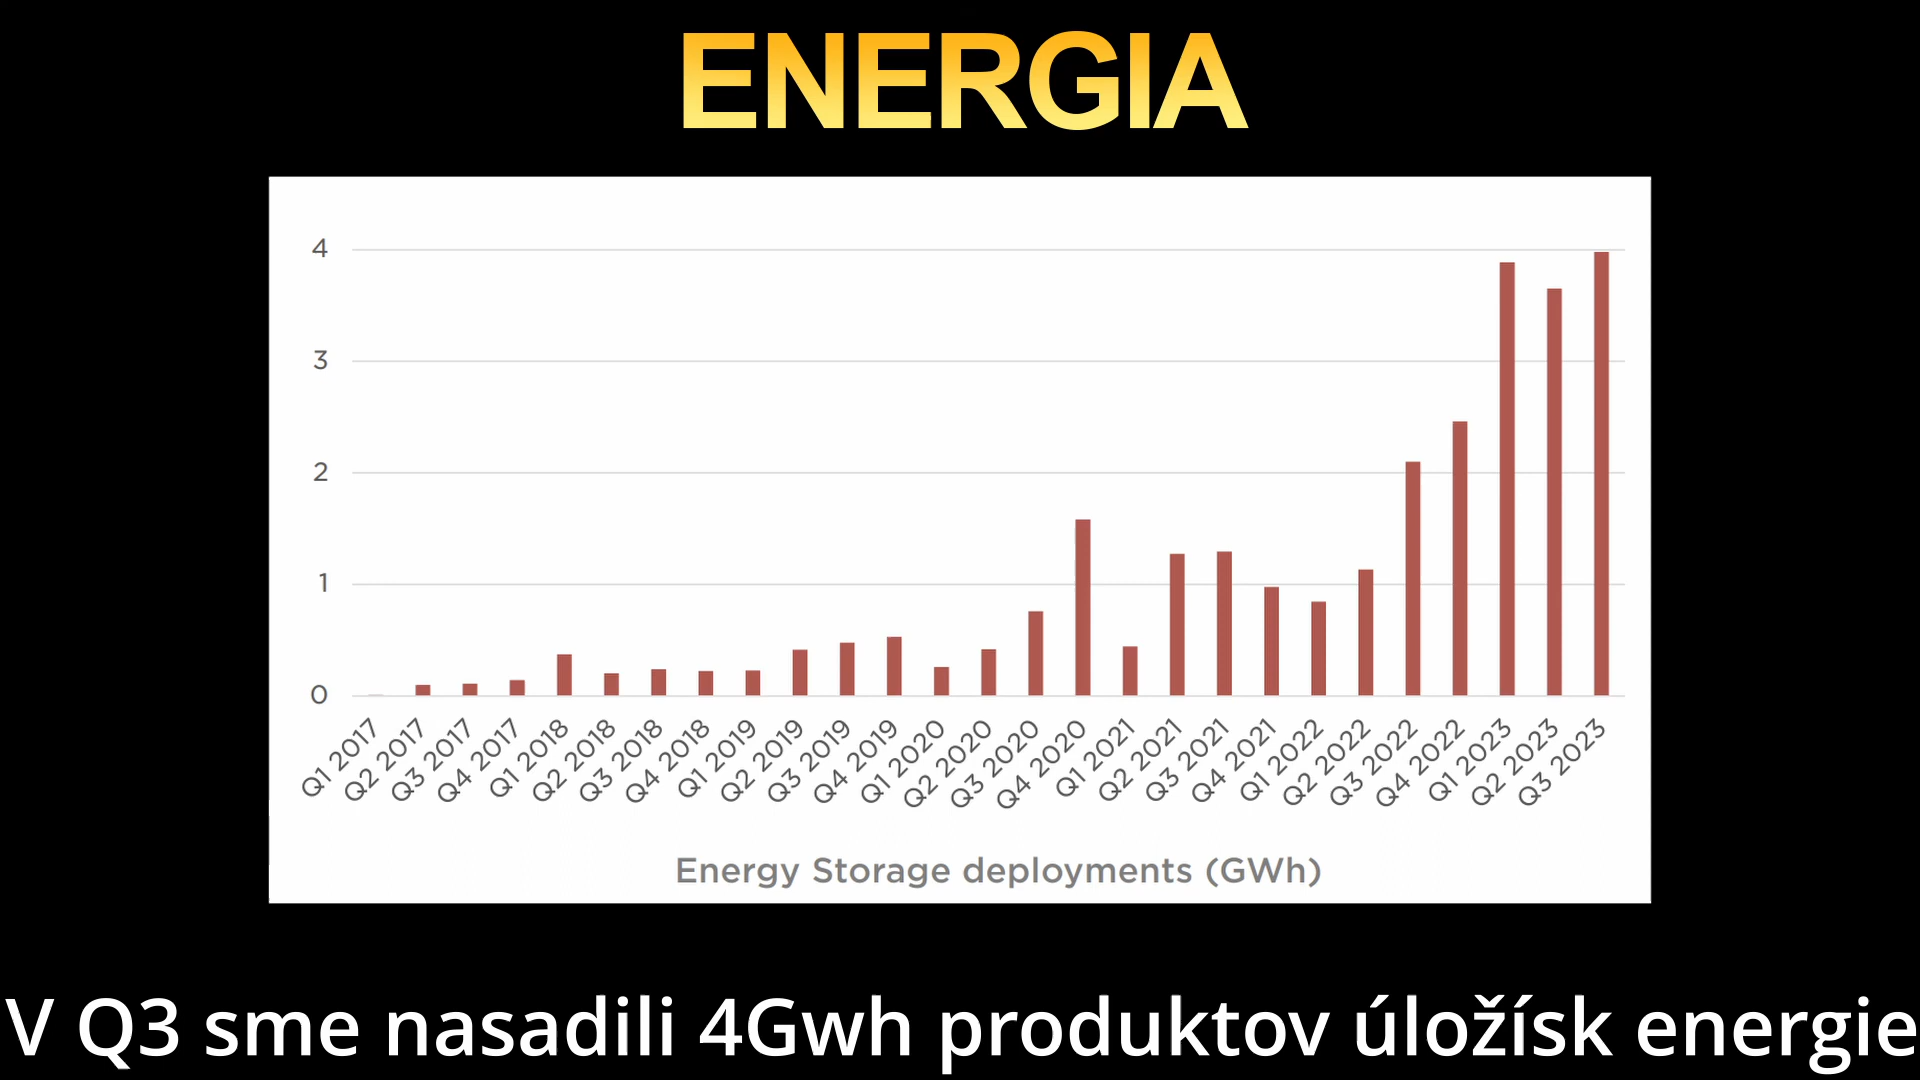 ENERGIA
4
3
2
1
0
Q1 2017
Q2 2017
Q3 2017
Q4 2017
Q1 2018
Q2 2018
Q3 2018
Q4 2018
Q1 2019
Q2 2019
Q3 2019
Q4 2019
Q1 2020
Q2 2020
Q3 2020
Q4 2020
Q1 2021
Q2 2021
Q3 2021
Q4 2021
Q1 2022
Q2 2022
Q3 2022
Q4 2022
Q1 2023
Q2 2023
Q3 2023
Energy Storage deployments (GWh)
V Q3 sme nasadili 4Gwh produktov úložísk energie